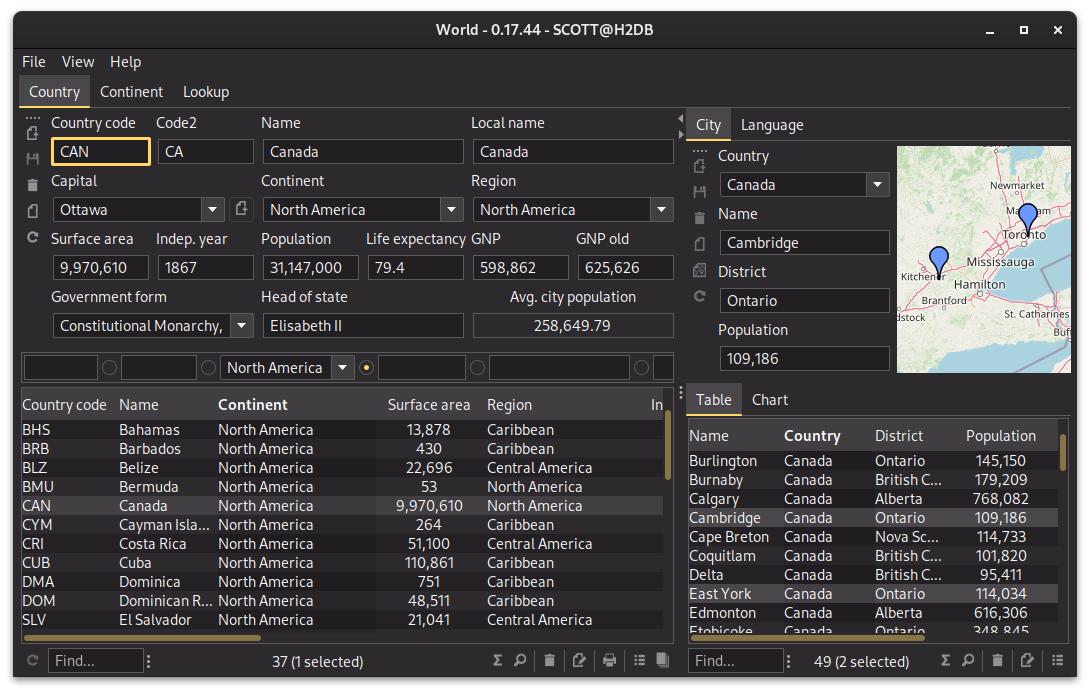 World - 0.17.44 - SCOTT@H2DB
File View Help
Country Continent Lookup
Country code Code2 Name Local name
CAN CA Canada Canada
Capital Continent Region
Ottawa North America North America
Surface area Indep. year Population Life expectancy GNP GNP old
9,970,610 1867 31,147,000 79.4 598,862 625,626
Government form Head of state Avg. city population
Constitutional Monarchy, Elisabeth II 258,649.79
North America
Country code Name Continent Surface area Region In
BHS Bahamas North America 13,878 Caribbean
BRB Barbados North America 430 Caribbean
BLZ Belize North America 22,696 Central America
BMU Bermuda North America 53 North America
CAN Canada North America 9,970,610 North America
CYM Cayman Isla... North America 264 Caribbean
CRI Costa Rica North America 51,100 Central America
CUB Cuba North America 110,861 Caribbean
DMA Dominica North America 751 Caribbean
DOM Dominican R... North America 48,511 Caribbean
SLV El Salvador North America 21,041 Central America
Find... 37 (1 selected) Σ
City Language
Country
Canada
Name
Cambridge
District
Ontario
Population
109,186
Newmarket
Toronto
Mississauga
Kitchener
Hamilton
Brantford
dstock
St. Catharines
Buf
Table Chart
Name Country District Population
Burlington Canada Ontario 145,150
Burnaby Canada British C... 179,209
Calgary Canada Alberta 768,082
Cambridge Canada Ontario 109,186
Cape Breton Canada Nova Sc... 114,733
Coquitlam Canada British C... 101,820
Delta Canada British C... 95,411
East York Canada Ontario 114,034
Edmonton Canada Alberta 616,306
Etobicoke Canada Ontario 348,845
Find... 49 (2 selected) Σ